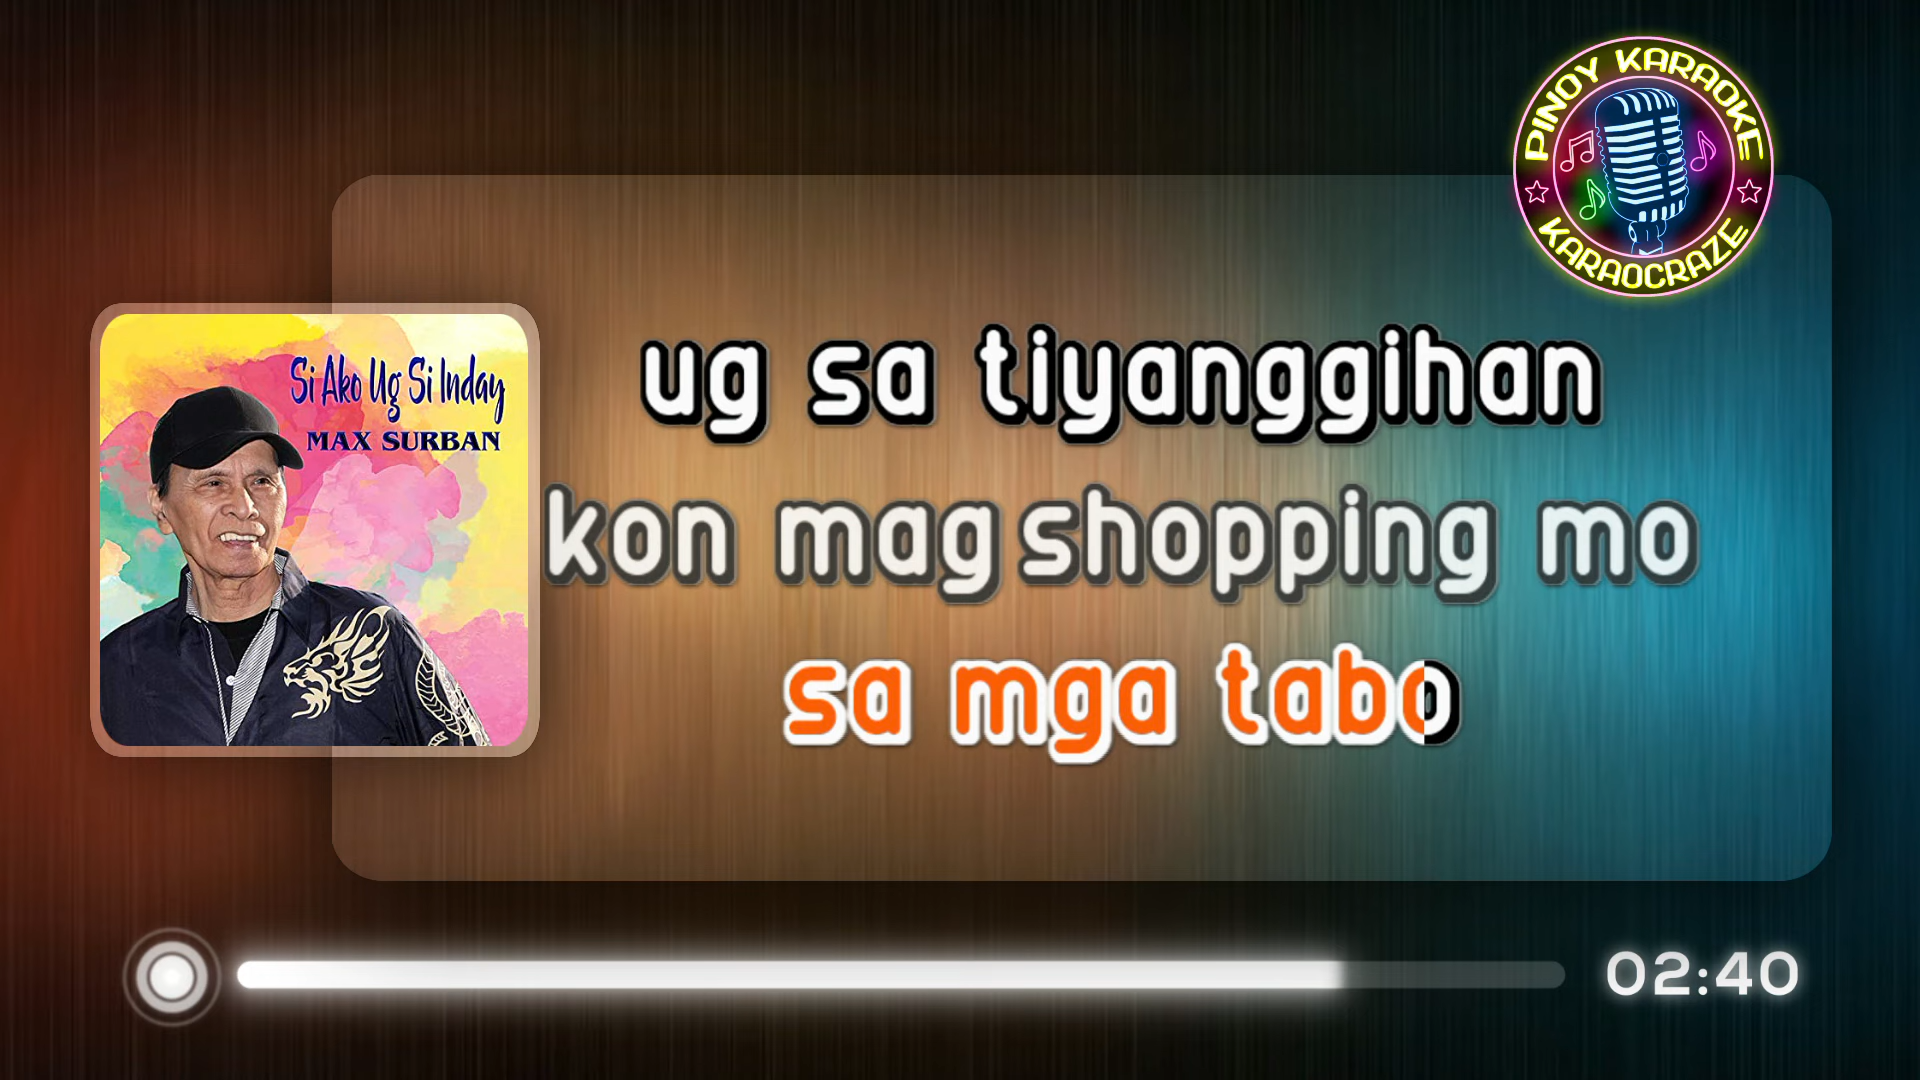 PINOY KARAOKE
KARAOCRAZE
Si Ako Ug Si Inday
MAX SURBAN
ug sa tiyanggihan
kon mag shopping mo
sa mga tabo
02:40